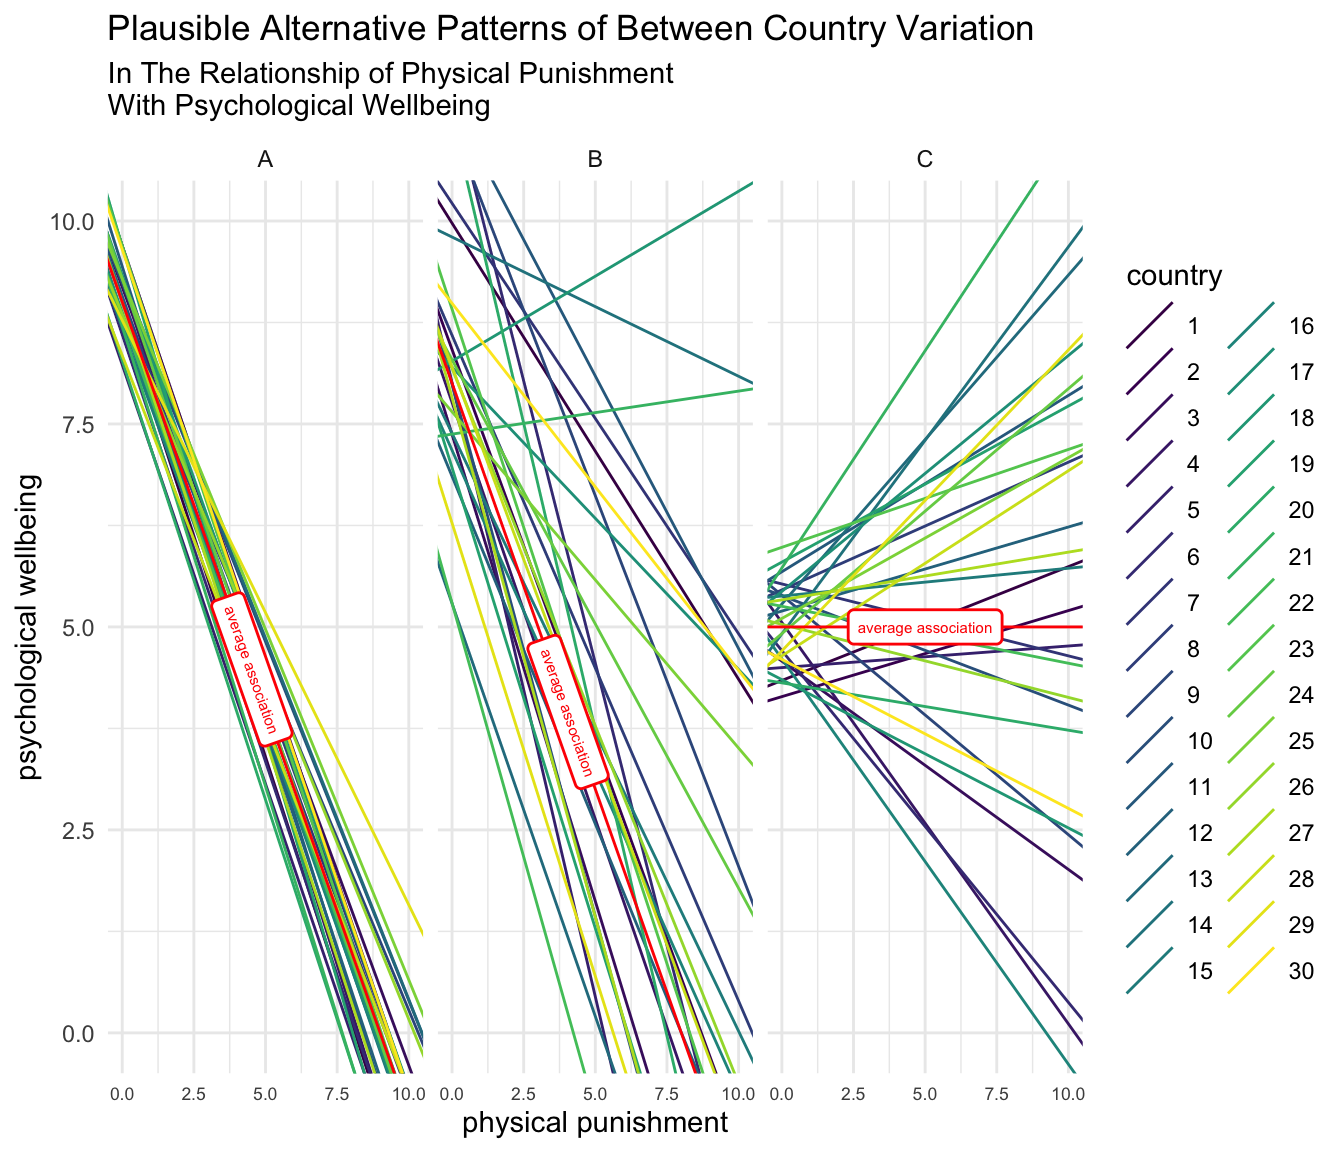 Plausible Alternative Patterns of Between Country Variation
In The Relationship of Physical Punishment
With Psychological Wellbeing
A
B
C
10.0
7.5
5.0
2.5
0.0
psychological wellbeing
average association
average association
average association
0.0 2.5 5.0 7.5 10.0
0.0 2.5 5.0 7.5 10.0
0.0 2.5 5.0 7.5 10.0
physical punishment
country
1
2
3
4
5
6
7
8
9
10
11
12
13
14
15
16
17
18
19
20
21
22
23
24
25
26
27
28
29
30